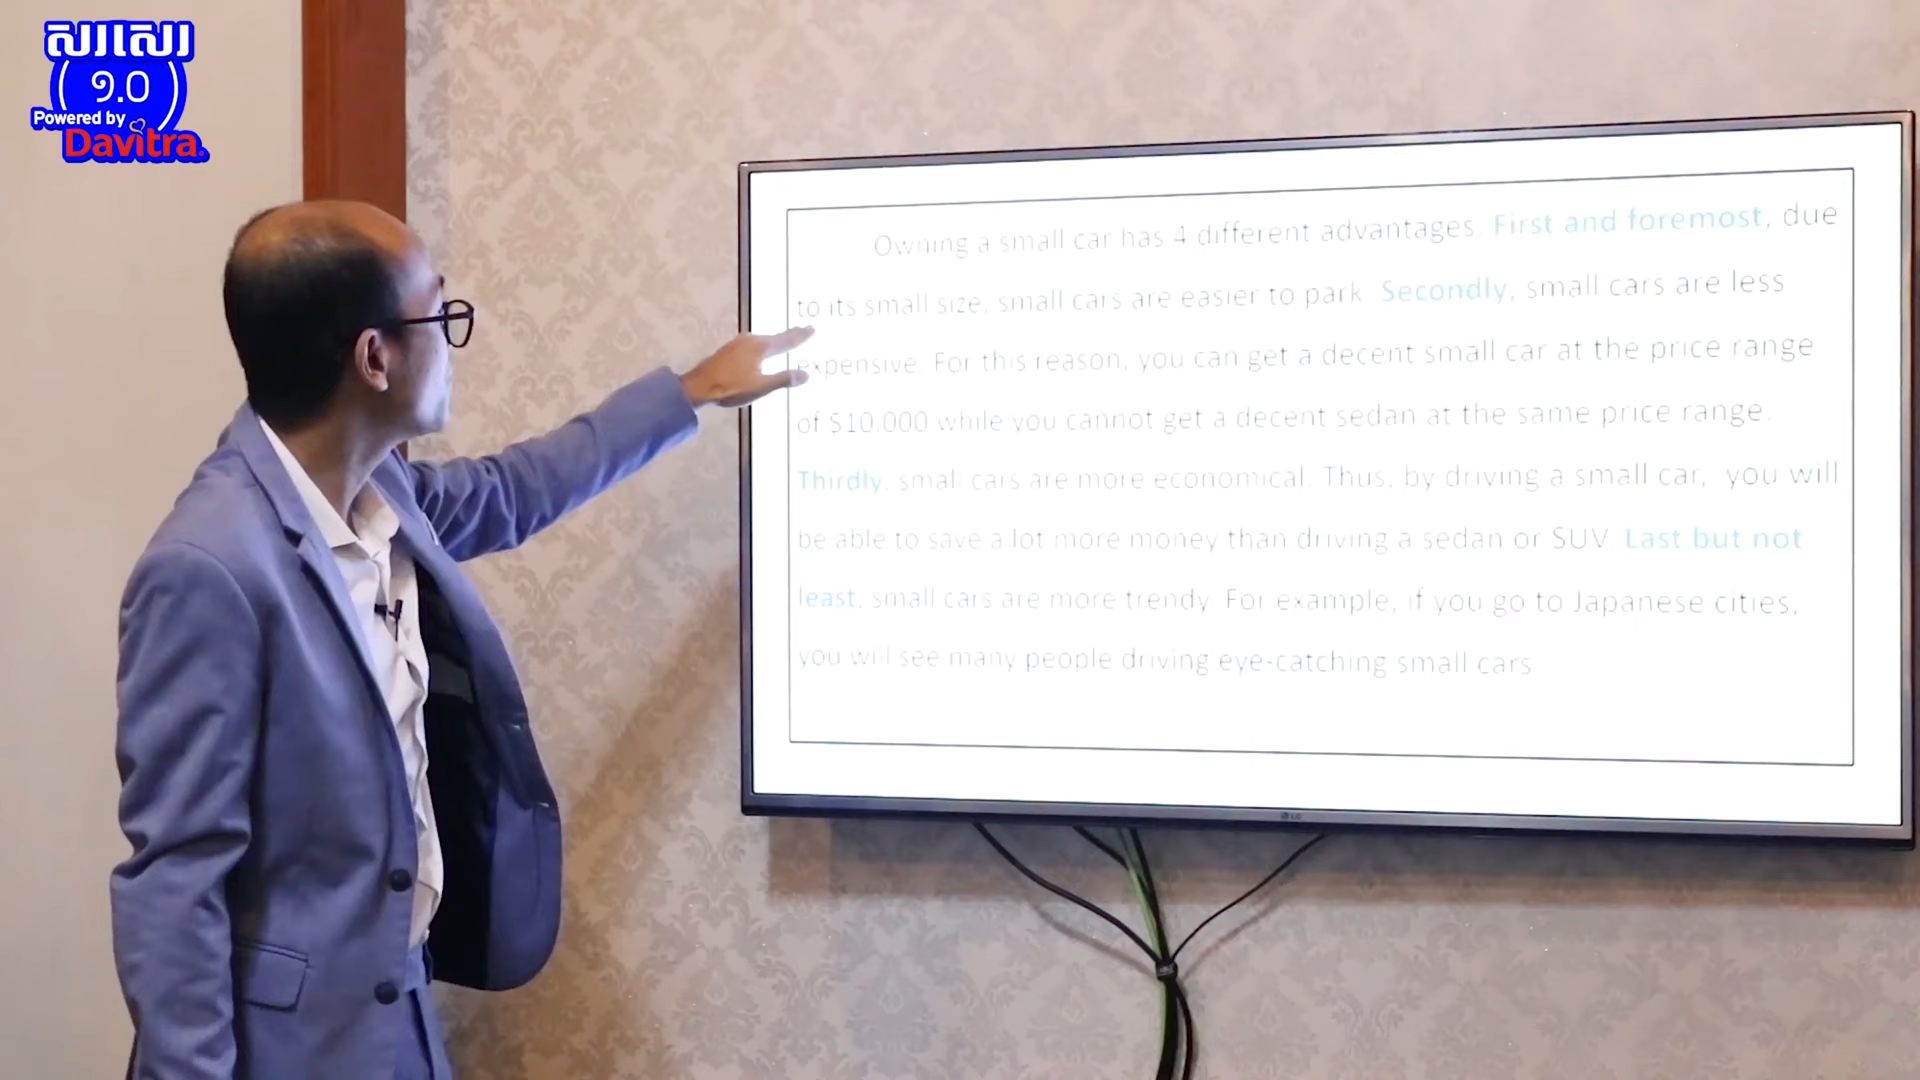 សរសេរ
(១.០)
Powered by
Davitra.
Owning a small car has 4 different advantages. First and foremost, due
to its small size, small cars are easier to park. Secondly, small cars are less
expensive. For this reason, you can get a decent small car at the price range
of $10.000 while you cannot get a decent sedan at the same price range.
Thirdly, small cars are more economical. Thus, by driving a small car, you will
be able to save a lot more money than driving a sedan or SUV. Last but not
least, small cars are more trendy. For example, if you go to Japanese cities,
you will see many people driving eye-catching small cars
LG